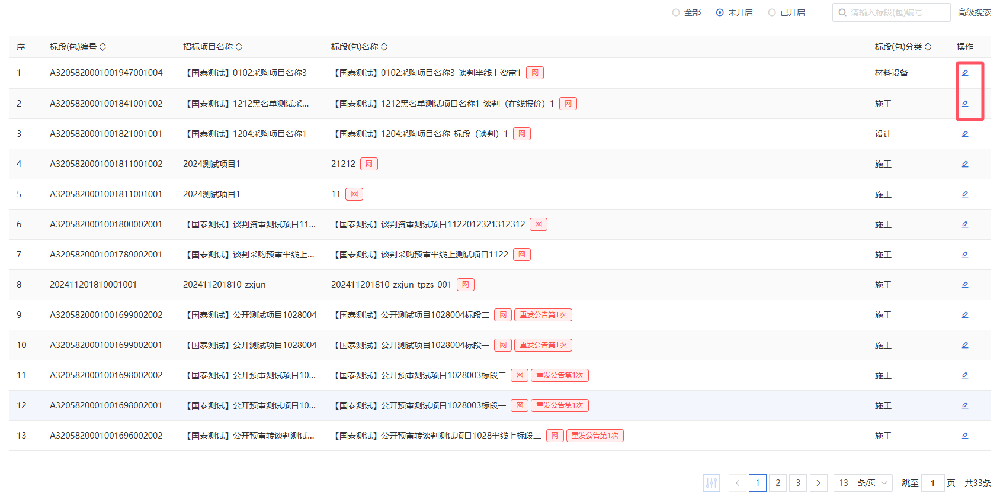 全部 未开启 已开启 请输入标段(包)编号 高级搜索
序 标段(包)编号 招标项目名称 标段(包)名称 标段(包)分类 操作
1 A3205820001001947001004 【国泰测试】0102采购项目名称3 【国泰测试】0102采购项目名称3-谈判半线上资审1 网 材料设备
2 A3205820001001841001002 【国泰测试】1212黑名单测试采... 【国泰测试】1212黑名单测试项目名称1-谈判（在线报价）1 网 施工
3 A3205820001001821001001 【国泰测试】1204采购项目名称1 【国泰测试】1204采购项目名称-标段（谈判）1 网 设计
4 A3205820001001811001002 2024测试项目1 21212 网 施工
5 A3205820001001811001001 2024测试项目1 11 网 施工
6 A3205820001001800002001 【国泰测试】谈判资审测试项目11... 【国泰测试】谈判资审测试项目1122012321312312 网 施工
7 A3205820001001789002001 【国泰测试】谈判采购预审半线上... 【国泰测试】谈判采购预审半线上测试项目1122 网 施工
8 202411201810001001 202411201810-zxjun 202411201810-zxjun-tpzs-001 网 施工
9 A3205820001001699002002 【国泰测试】公开测试项目1028004 【国泰测试】公开测试项目1028004标段二 网 重发公告第1次 施工
10 A3205820001001699002001 【国泰测试】公开测试项目1028004 【国泰测试】公开测试项目1028004标段一 网 重发公告第1次 施工
11 A3205820001001698002002 【国泰测试】公开预审测试项目10... 【国泰测试】公开预审测试项目1028003标段二 网 重发公告第1次 施工
12 A3205820001001698002001 【国泰测试】公开预审测试项目10... 【国泰测试】公开预审测试项目1028003标段一 网 重发公告第1次 施工
13 A3205820001001696002002 【国泰测试】公开预审转谈判测试... 【国泰测试】公开预审转谈判测试项目1028半线上标段二 网 重发公告第1次 施工
1 2 3 13 条/页 跳至 1 页 共33条